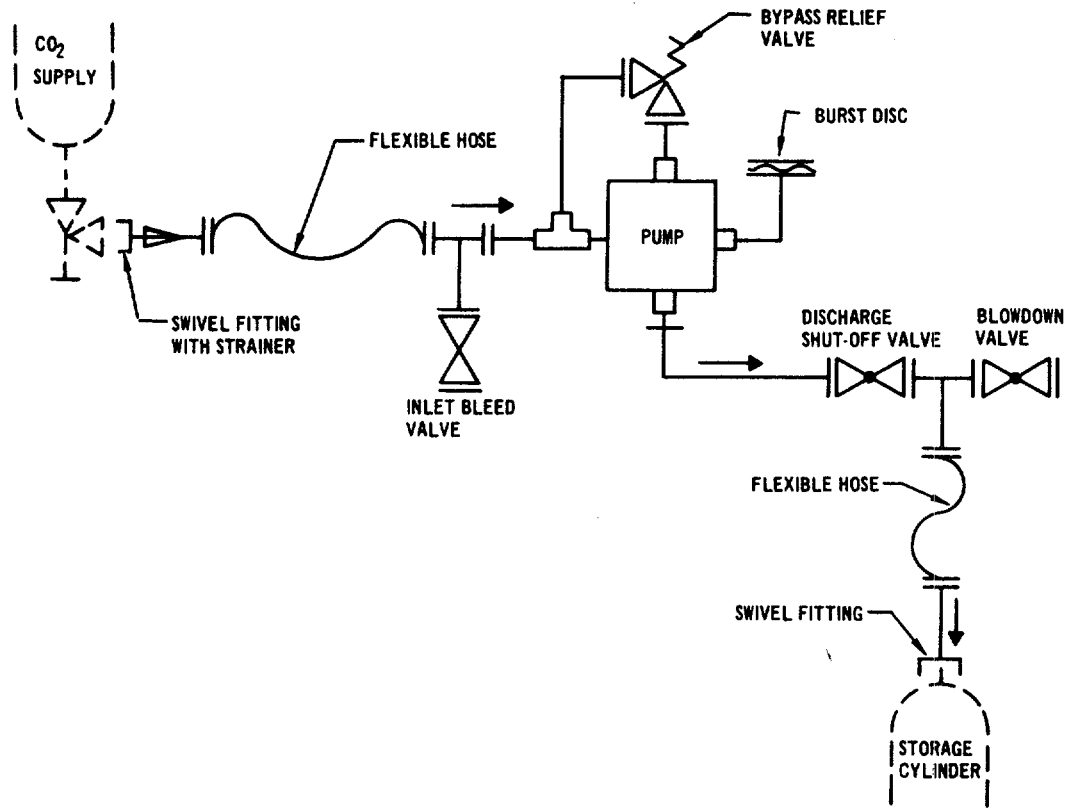 CO2
SUPPLY
BYPASS RELIEF
VALVE
BURST DISC
FLEXIBLE HOSE
PUMP
SWIVEL FITTING
WITH STRAINER
DISCHARGE
SHUT-OFF VALVE
BLOWDOWN
VALVE
INLET BLEED
VALVE
FLEXIBLE HOSE
SWIVEL FITTING
STORAGE
CYLINDER